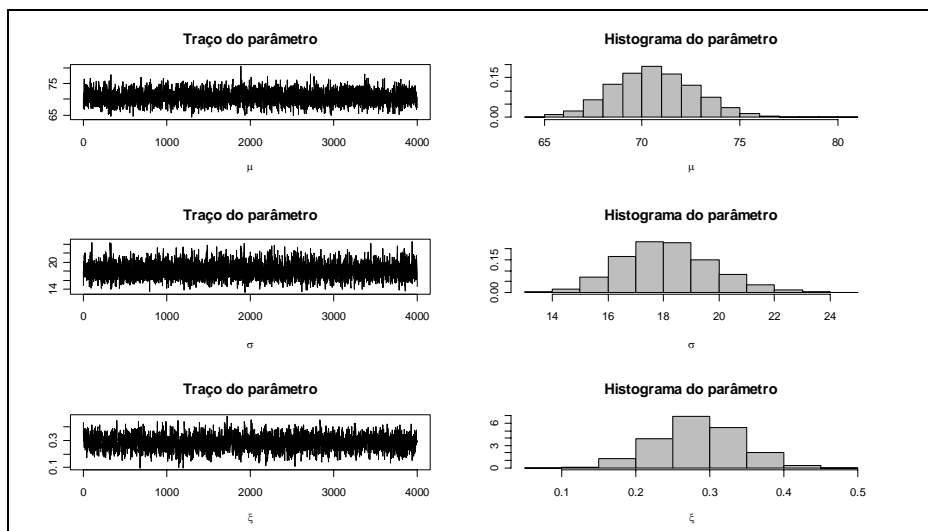 Traço do parâmetro
Histograma do parâmetro
65 75
0 1000 2000 3000 4000
μ
0.00 0.15
65 70 75 80
μ
Traço do parâmetro
Histograma do parâmetro
14 20
0 1000 2000 3000 4000
σ
0.00 0.15
14 16 18 20 22 24
σ
Traço do parâmetro
Histograma do parâmetro
0.1 0.3
0 1000 2000 3000 4000
ξ
0 3 6
0.1 0.2 0.3 0.4 0.5
ξ